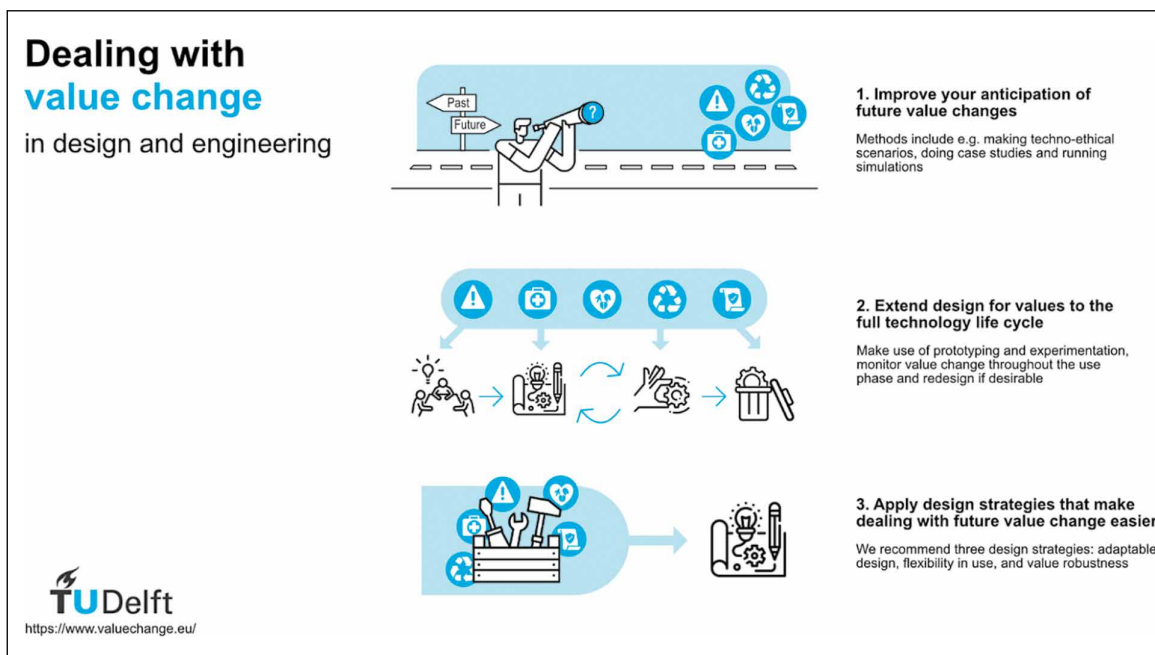 Dealing with
value change
in design and engineering
Past
Future
?
1. Improve your anticipation of
future value changes
Methods include e.g. making techno-ethical
scenarios, doing case studies and running
simulations
2. Extend design for values to the
full technology life cycle
Make use of prototyping and experimentation,
monitor value change throughout the use
phase and redesign if desirable
3. Apply design strategies that make
dealing with future value change easier
We recommend three design strategies: adaptable
design, flexibility in use, and value robustness
TU Delft
https://www.valuechange.eu/